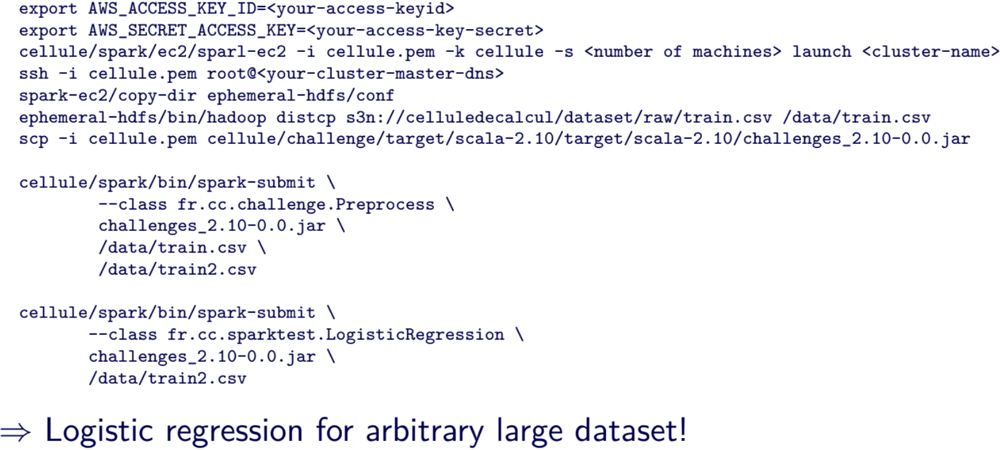 export AWS_ACCESS_KEY_ID=<your-access-keyid>
export AWS_SECRET_ACCESS_KEY=<your-access-key-secret>
cellule/spark/ec2/sparl-ec2 -i cellule.pem -k cellule -s <number of machines> launch <cluster-name>
ssh -i cellule.pem root@<your-cluster-master-dns>
spark-ec2/copy-dir ephemeral-hdfs/conf
ephemeral-hdfs/bin/hadoop distcp s3n://celluledecalcul/dataset/raw/train.csv /data/train.csv
scp -i cellule.pem cellule/challenge/target/scala-2.10/target/scala-2.10/challenges_2.10-0.0.jar
cellule/spark/bin/spark-submit \
--class fr.cc.challenge.Preprocess \
challenges_2.10-0.0.jar \
/data/train.csv \
/data/train2.csv
cellule/spark/bin/spark-submit \
--class fr.cc.sparktest.LogisticRegression \
challenges_2.10-0.0.jar \
/data/train2.csv
⇒ Logistic regression for arbitrary large dataset!